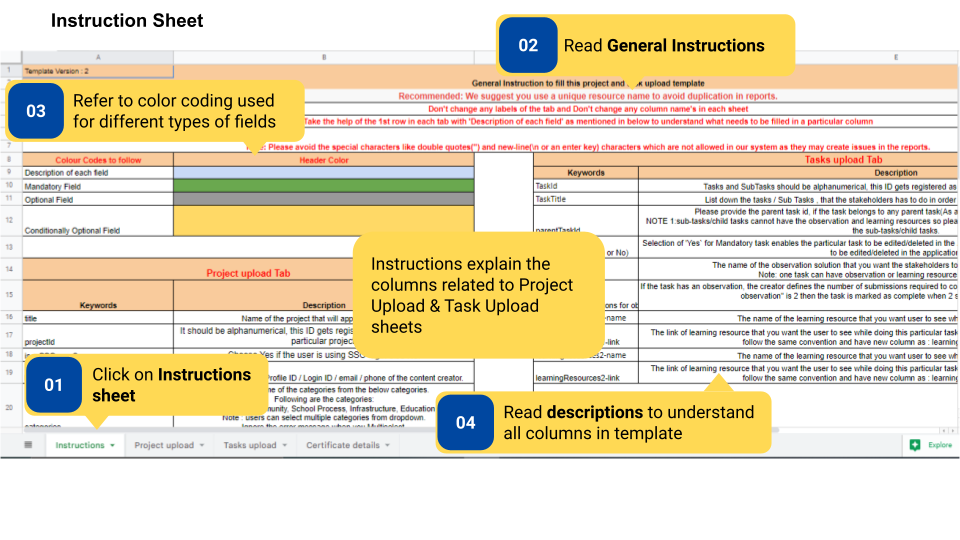 Instruction Sheet
02
Read General Instructions
A
B
E
1
Template Version : 2
General Instruction to fill this project and task upload template
Recommended: We suggest you use a unique resource name to avoid duplication in reports.
03
Refer to color coding used
for different types of fields
Don't change any labels of the tab and Don't change any column name's in each sheet
Take the help of the 1st row in each tab with 'Description of each field' as mentioned in below to understand what needs to be filled in a particular column
7
Please avoid the special characters like double quotes(") and new-line(\n or an enter key) characters which are not allowed in our system as they may create issues in the reports.
8
Colour Codes to follow
Header Color
Tasks upload Tab
9
Description of each field
Keywords
Description
10
Mandatory Field
TaskId
Tasks and SubTasks should be alphanumerical, this ID gets registered as
11
Optional Field
TaskTitle
List down the tasks / Sub Tasks , that the stakeholders has to do in order
12
Conditionally Optional Field
parentTaskId
Please provide the parent task id, if the task belongs to any parent task(As a
NOTE 1:sub-tasks/child tasks cannot have the observation and learning resources so plea
the sub-tasks/child tasks.
13
or No)
Selection of 'Yes' for Mandatory task enables the particular task to be edited/deleted in the
to be edited/deleted in the application
Instructions explain the
columns related to Project
Upload & Task Upload
sheets
14
Project upload Tab
The name of the observation solution that you want the stakeholders to
Note: one task can have observation or learning resource
15
Keywords
Description
ons for ob
If the task has an observation, the creator defines the number of submissions required to co
observation" is 2 then the task is marked as complete when 2 s
16
title
Name of the project that will app
-name
The name of learning resource that you want the user to see wh
17
projectId
It should be alphanumerical, this ID gets regis
particular projec
-link
The link of learning resource that you want the user to see while doing this particular task
follow the same convention and have new column as : learning
18
Choose Yes if the user is using SSO
learningResources2-name
The name of learning resource that you want the user to see wh
19
Profile ID / Login ID / email / phone of the content creator.
learningResources2-link
The link of learning resource that you want the user to see while doing this particular task
follow the same convention and have new column as : learning
01
Click on Instructions
sheet
20
categories
me of the categories from the below categories.
Following are the categories:
munity, School Process, Infrastructure, Education
Note : users can select multiple categories from dropdown.
Ignore the error message when you Multiselect
04
Read descriptions to understand
all columns in template
Instructions
Project upload
Tasks upload
Certificate details
Explore